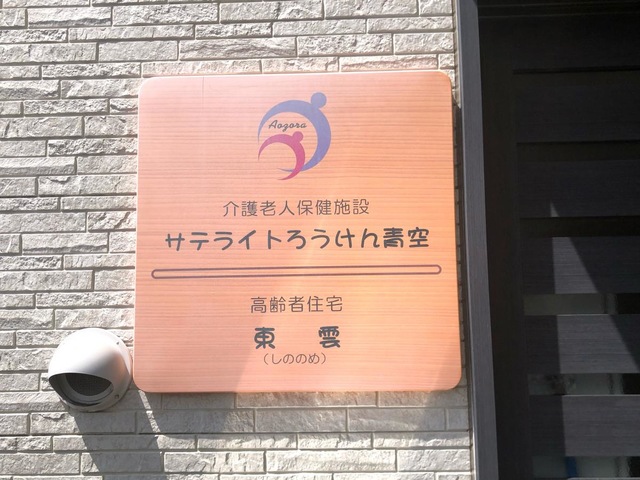 Aozora
介護老人保健施設
サテライトろうけん青空
高齢者住宅
東 雲
（しののめ）